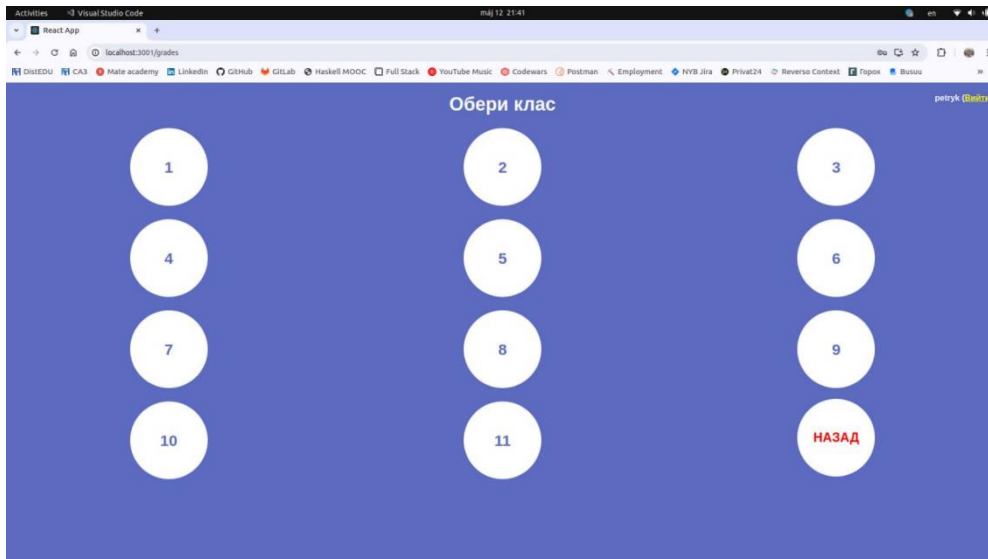 Activities Visual Studio Code máj 12 21:41 en
React App
localhost:3001/grades
DistEDU CA3 Mate academy LinkedIn GitHub GitLab Haskell MOOC Full Stack YouTube Music Codewars Postman Employment NYB Jira Privat24 Reverso Context Горох Busuu
Обери клас
petryk (Вийти
1 2 3
4 5 6
7 8 9
10 11 НАЗАД